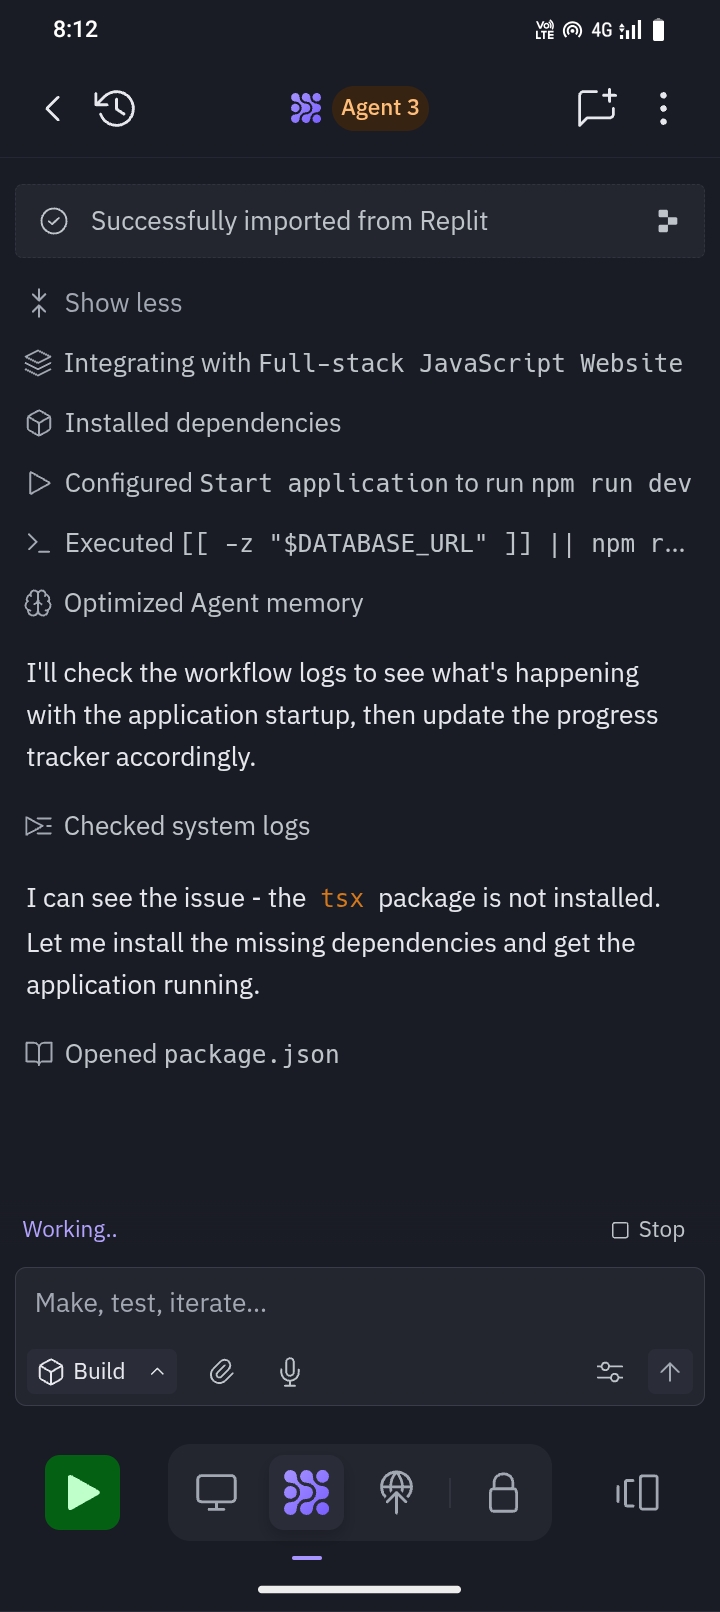 8:12
Vo)) LTE 4G
Agent 3
Successfully imported from Replit
Show less
Integrating with Full-stack JavaScript Website
Installed dependencies
Configured Start application to run npm run dev
Executed [[ -z "$DATABASE_URL" ]] || npm r...
Optimized Agent memory
I'll check the workflow logs to see what's happening
with the application startup, then update the progress
tracker accordingly.
Checked system logs
I can see the issue - the tsx package is not installed.
Let me install the missing dependencies and get the
application running.
Opened package.json
Working..
Stop
Make, test, iterate...
Build